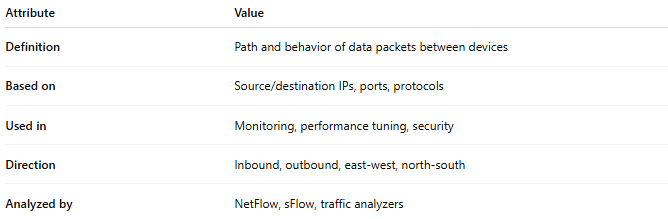 Attribute Value
Definition Path and behavior of data packets between devices
Based on Source/destination IPs, ports, protocols
Used in Monitoring, performance tuning, security
Direction Inbound, outbound, east-west, north-south
Analyzed by NetFlow, sFlow, traffic analyzers